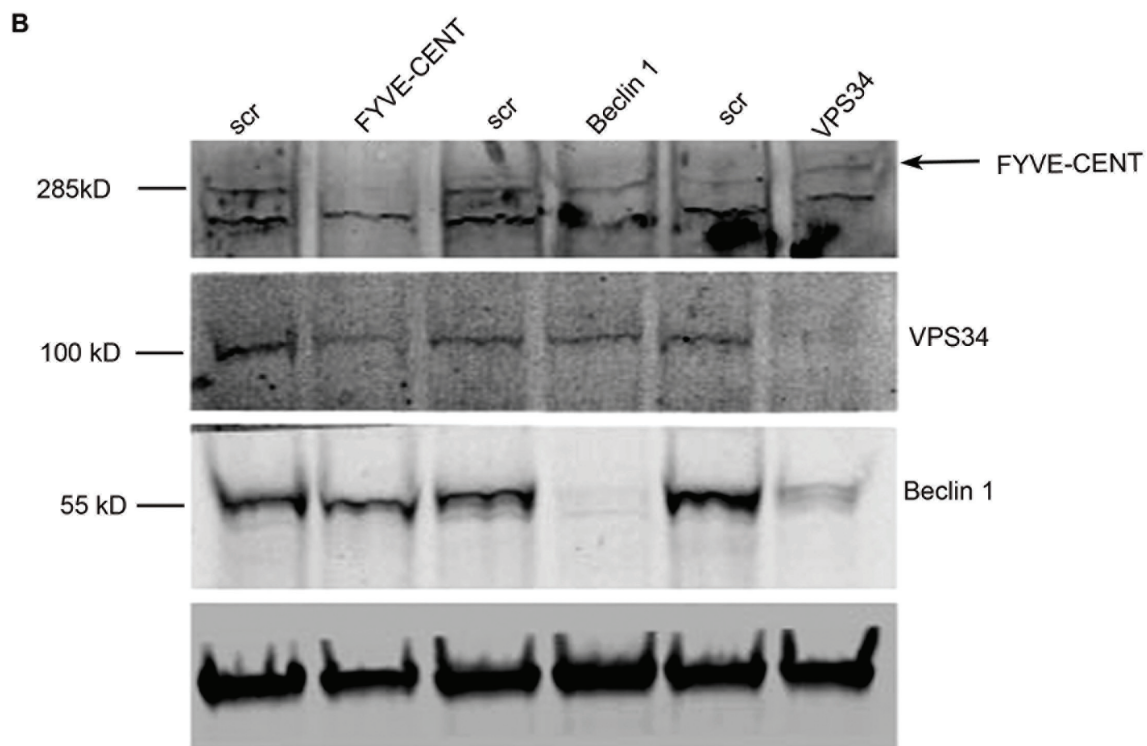 B
scr
FYVE-CENT
scr
Beclin 1
scr
VPS34
285kD
FYVE-CENT
100 kD
VPS34
55 kD
Beclin 1